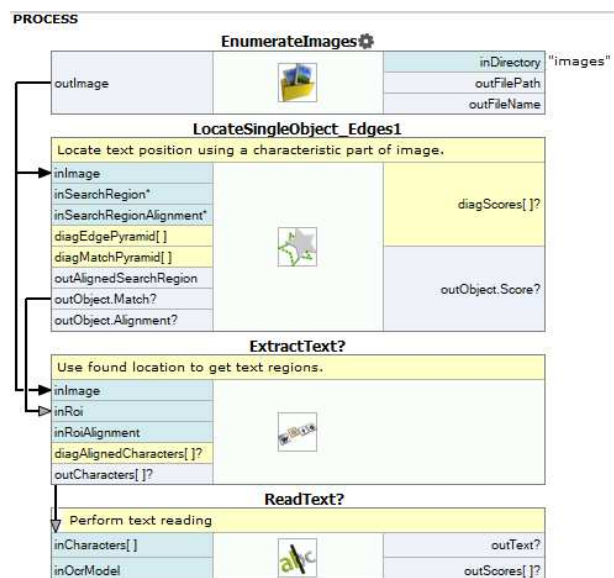 PROCESS
EnumerateImages
outImage
inDirectory "images"
outFilePath
outFileName
LocateSingleObject_Edges1
Locate text position using a characteristic part of image.
inImage
inSearchRegion*
inSearchRegionAlignment*
diagEdgePyramid[ ]
diagMatchPyramid[ ]
outAlignedSearchRegion
outObject.Match?
outObject.Alignment?
diagScores[ ]?
outObject.Score?
ExtractText?
Use found location to get text regions.
inImage
inRoi
inRoiAlignment
diagAlignedCharacters[ ]?
outCharacters[ ]?
ReadText?
Perform text reading
inCharacters[ ]
inOcrModel
abc
outText?
outScores[ ]?